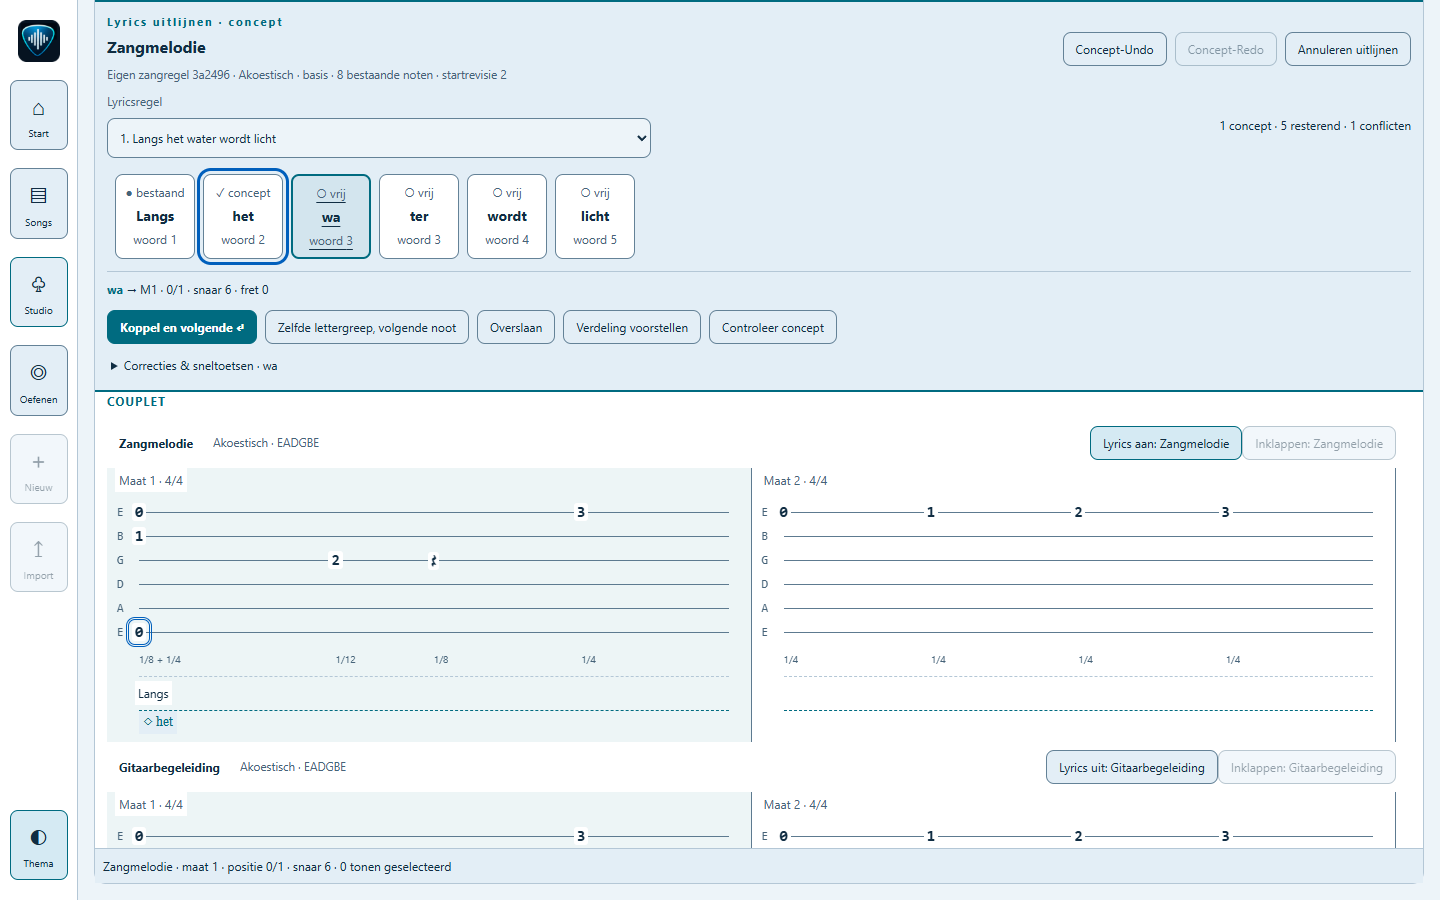 Lyrics uitlijnen · concept
Zangmelodie
Concept-Undo
Concept-Redo
Annuleren uitlijnen
Eigen zangregel 3a2496 · Akoestisch · basis · 8 bestaande noten · startrevisie 2
Lyricsregel
1. Langs het water wordt licht
1 concept · 5 resterend · 1 conflicten
● bestaand
Langs
woord 1
✓ concept
het
woord 2
○ vrij
wa
woord 3
○ vrij
ter
woord 3
○ vrij
wordt
woord 4
○ vrij
licht
woord 5
wa → M1 · 0/1 · snaar 6 · fret 0
Koppel en volgende ↵
Zelfde lettergreep, volgende noot
Overslaan
Verdeling voorstellen
Controleer concept
▶ Correcties & sneltoetsen · wa
COUPLET
Zangmelodie
Akoestisch · EADGBE
Lyrics aan: Zangmelodie
Inklappen: Zangmelodie
Maat 1 · 4/4
E 0 3
B 1
G 2 𝄽
D
A
E 0
1/8 + 1/4 1/12 1/8 1/4
Langs
◇ het
Maat 2 · 4/4
E 0 1 2 3
B
G
D
A
E
1/4 1/4 1/4 1/4
Gitaarbegeleiding
Akoestisch · EADGBE
Lyrics uit: Gitaarbegeleiding
Inklappen: Gitaarbegeleiding
Maat 1 · 4/4
E 0 3
Maat 2 · 4/4
E 0 1 2 3
Zangmelodie · maat 1 · positie 0/1 · snaar 6 · 0 tonen geselecteerd
Start
Songs
Studio
Oefenen
Nieuw
Import
Thema